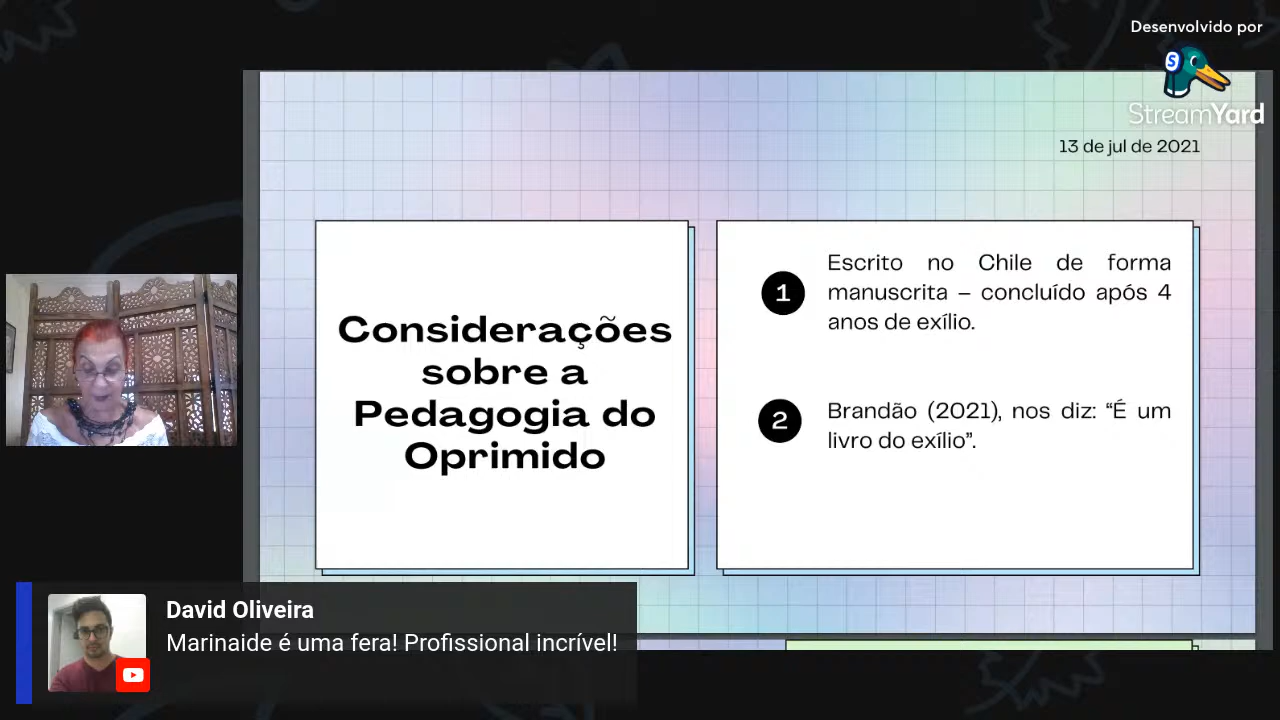 Desenvolvido por
StreamYard
13 de jul de 2021
Considerações
sobre a
Pedagogia do
Oprimido
1
Escrito no Chile de forma
manuscrita – concluído após 4
anos de exílio.
2
Brandão (2021), nos diz: “É um
livro do exílio”.
David Oliveira
Marinaide é uma fera! Profissional incrível!